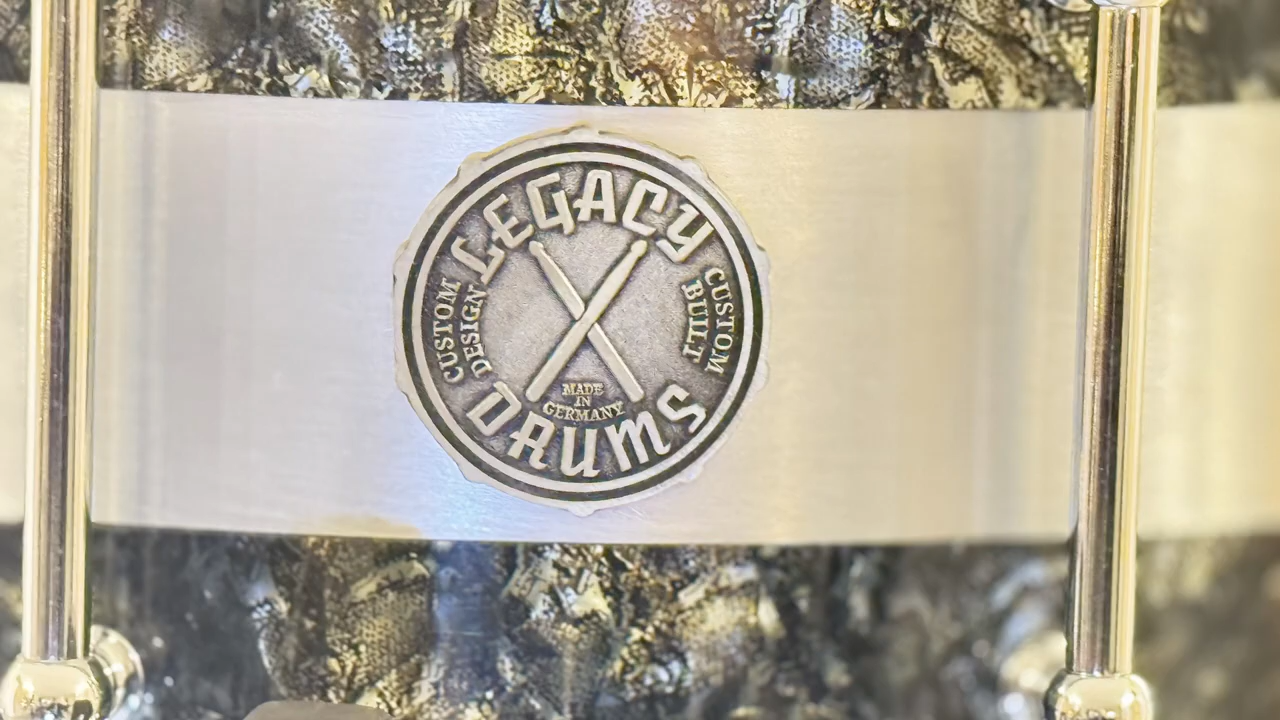 LEGACY
CUSTOM
DESIGN
CUSTOM
BUILT
MADE
IN
GERMANY
DRUMS